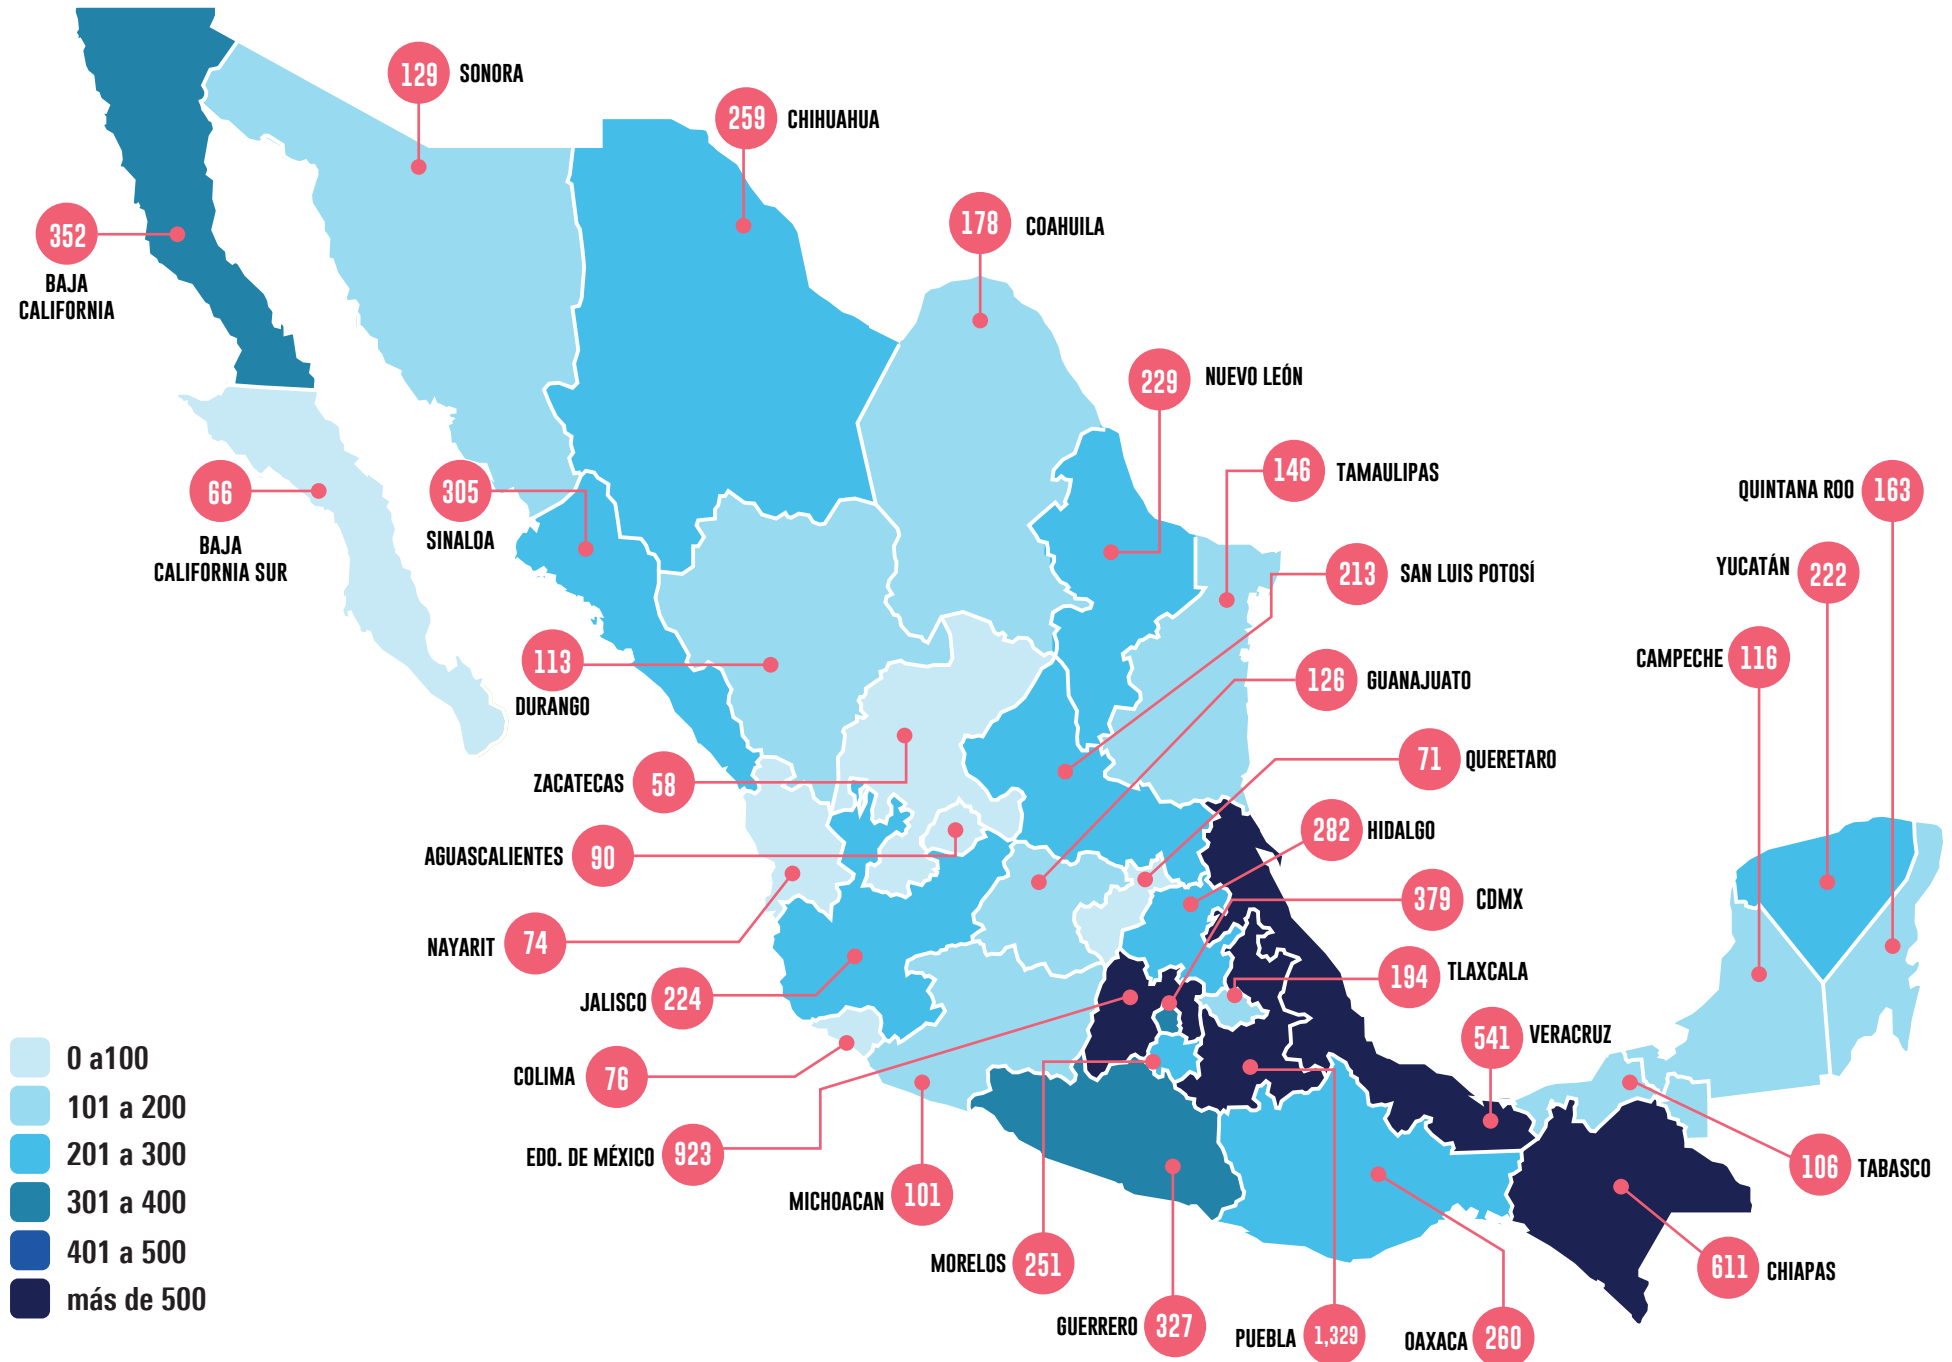 129 SONORA
259 CHIHUAHUA
178 COAHUILA
352
BAJA
CALIFORNIA
229 NUEVO LEÓN
146 TAMAULIPAS
66
BAJA
CALIFORNIA SUR
305
SINALOA
QUINTANA ROO 163
213 SAN LUIS POTOSÍ
YUCATÁN 222
113
DURANGO
126 GUANAJUATO
CAMPECHE 116
ZACATECAS 58
71 QUERETARO
AGUASCALIENTES 90
282 HIDALGO
379 CDMX
NAYARIT 74
194 TLAXCALA
JALISCO 224
541 VERACRUZ
COLIMA 76
EDO. DE MÉXICO 923
106 TABASCO
MICHOACAN 101
MORELOS 251
611 CHIAPAS
GUERRERO 327
PUEBLA 1,329
OAXACA 260
0 a100
101 a 200
201 a 300
301 a 400
401 a 500
más de 500